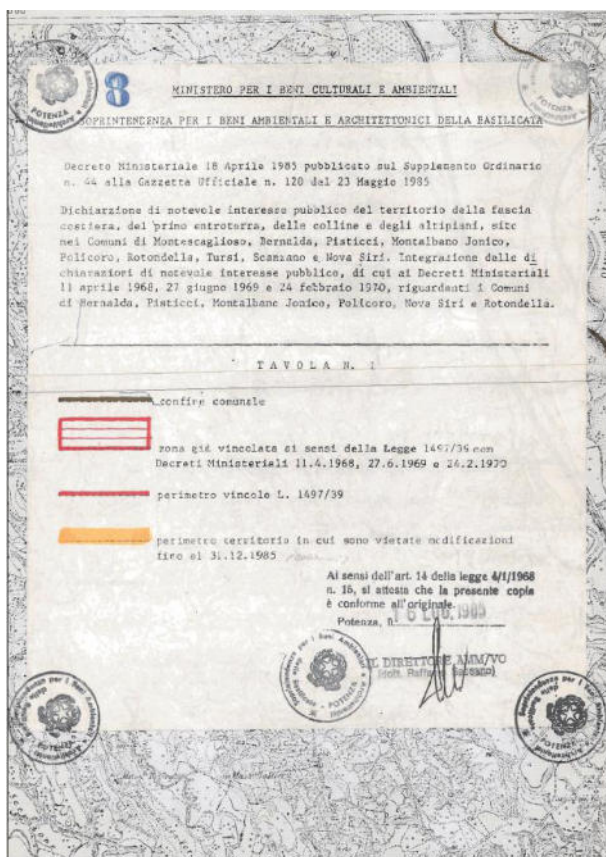 8
MINISTERO PER I BENI CULTURALI E AMBIENTALI
SOPRINTENDENZA PER I BENI AMBIENTALI E ARCHITETTONICI DELLA BASILICATA
Decreto Ministeriale 18 Aprile 1985 pubblicato sul Supplemento Ordinario
n. 44 alla Gazzetta Ufficiale n. 120 del 23 Maggio 1985
Dichiarzione di notevole interesse pubblico del territorio della fascia
costiera, del primo entroterra, delle colline e degli altipiani, site
nei Comuni di Montescaglioso, Bernalda, Pisticci, Montalbano Jonico,
Policoro, Rotondella, Tursi, Scanzano e Nova Siri. Integrazione delle di
chiarazioni di notevole interesse pubblico, di cui ai Decreti Ministeriali
11 aprile 1968, 27 giugno 1969 e 24 febbraio 1970, riguardanti i Comuni
di Bernalda, Pisticci, Montalbano Jonico, Policoro, Nova Siri e Rotondella.
TAVOLA N. 1
confine comunale
zona già vincolata ai sensi della Legge 1497/39 con
Decreti Ministeriali 11.4.1968, 27.6.1969 e 24.2.1970
perimetro vincolo L. 1497/39
perimetro territorio in cui sono vietate modificazioni
fino al 31.12.1985
Ai sensi dell'art. 14 della legge 4/1/1968
n. 15, si attesta che la presente copia
è conforme all'originale.
Potenza, lì 16 LUG. 1985
IL DIRETTORE AMM/VO
POTENZA